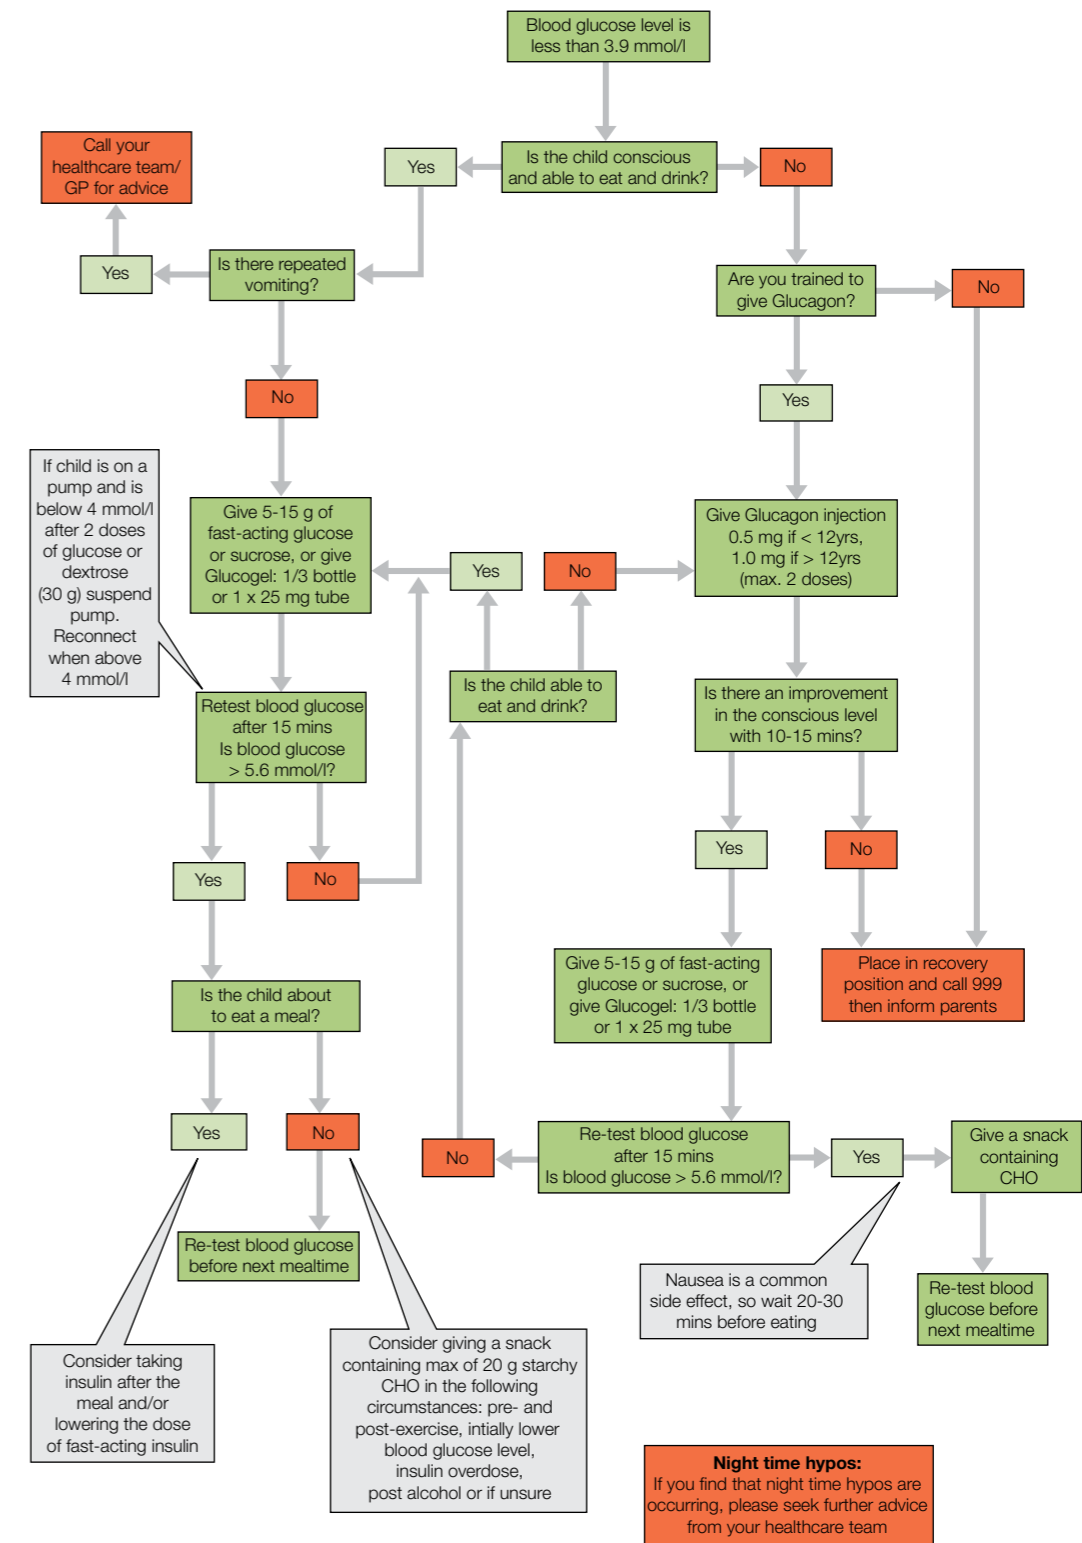 Blood glucose level is
less than 3.9 mmol/l
Is the child conscious
and able to eat and drink?
Yes
No
Call your
healthcare team/
GP for advice
Yes
Is there repeated
vomiting?
Are you trained to
give Glucagon?
No
No
Yes
If child is on a
pump and is
below 4 mmol/l
after 2 doses
of glucose or
dextrose
(30 g) suspend
pump.
Reconnect
when above
4 mmol/l
Give 5-15 g of
fast-acting glucose
or sucrose, or give
Glucogel: 1/3 bottle
or 1 x 25 mg tube
Yes
No
Give Glucagon injection
0.5 mg if < 12yrs,
1.0 mg if > 12yrs
(max. 2 doses)
Is the child able to
eat and drink?
Retest blood glucose
after 15 mins
Is blood glucose
> 5.6 mmol/l?
Is there an improvement
in the conscious level
with 10-15 mins?
Yes
No
Yes
No
Is the child about
to eat a meal?
Give 5-15 g of fast-acting
glucose or sucrose, or
give Glucogel: 1/3 bottle
or 1 x 25 mg tube
Place in recovery
position and call 999
then inform parents
Yes
No
No
Re-test blood glucose
after 15 mins
Is blood glucose > 5.6 mmol/l?
Yes
Give a snack
containing
CHO
Re-test blood glucose
before next mealtime
Nausea is a common
side effect, so wait 20-30
mins before eating
Re-test blood
glucose before
next mealtime
Consider taking
insulin after the
meal and/or
lowering the dose
of fast-acting insulin
Consider giving a snack
containing max of 20 g starchy
CHO in the following
circumstances: pre- and
post-exercise, intially lower
blood glucose level,
insulin overdose,
post alcohol or if unsure
Night time hypos:
If you find that night time hypos are
occurring, please seek further advice
from your healthcare team